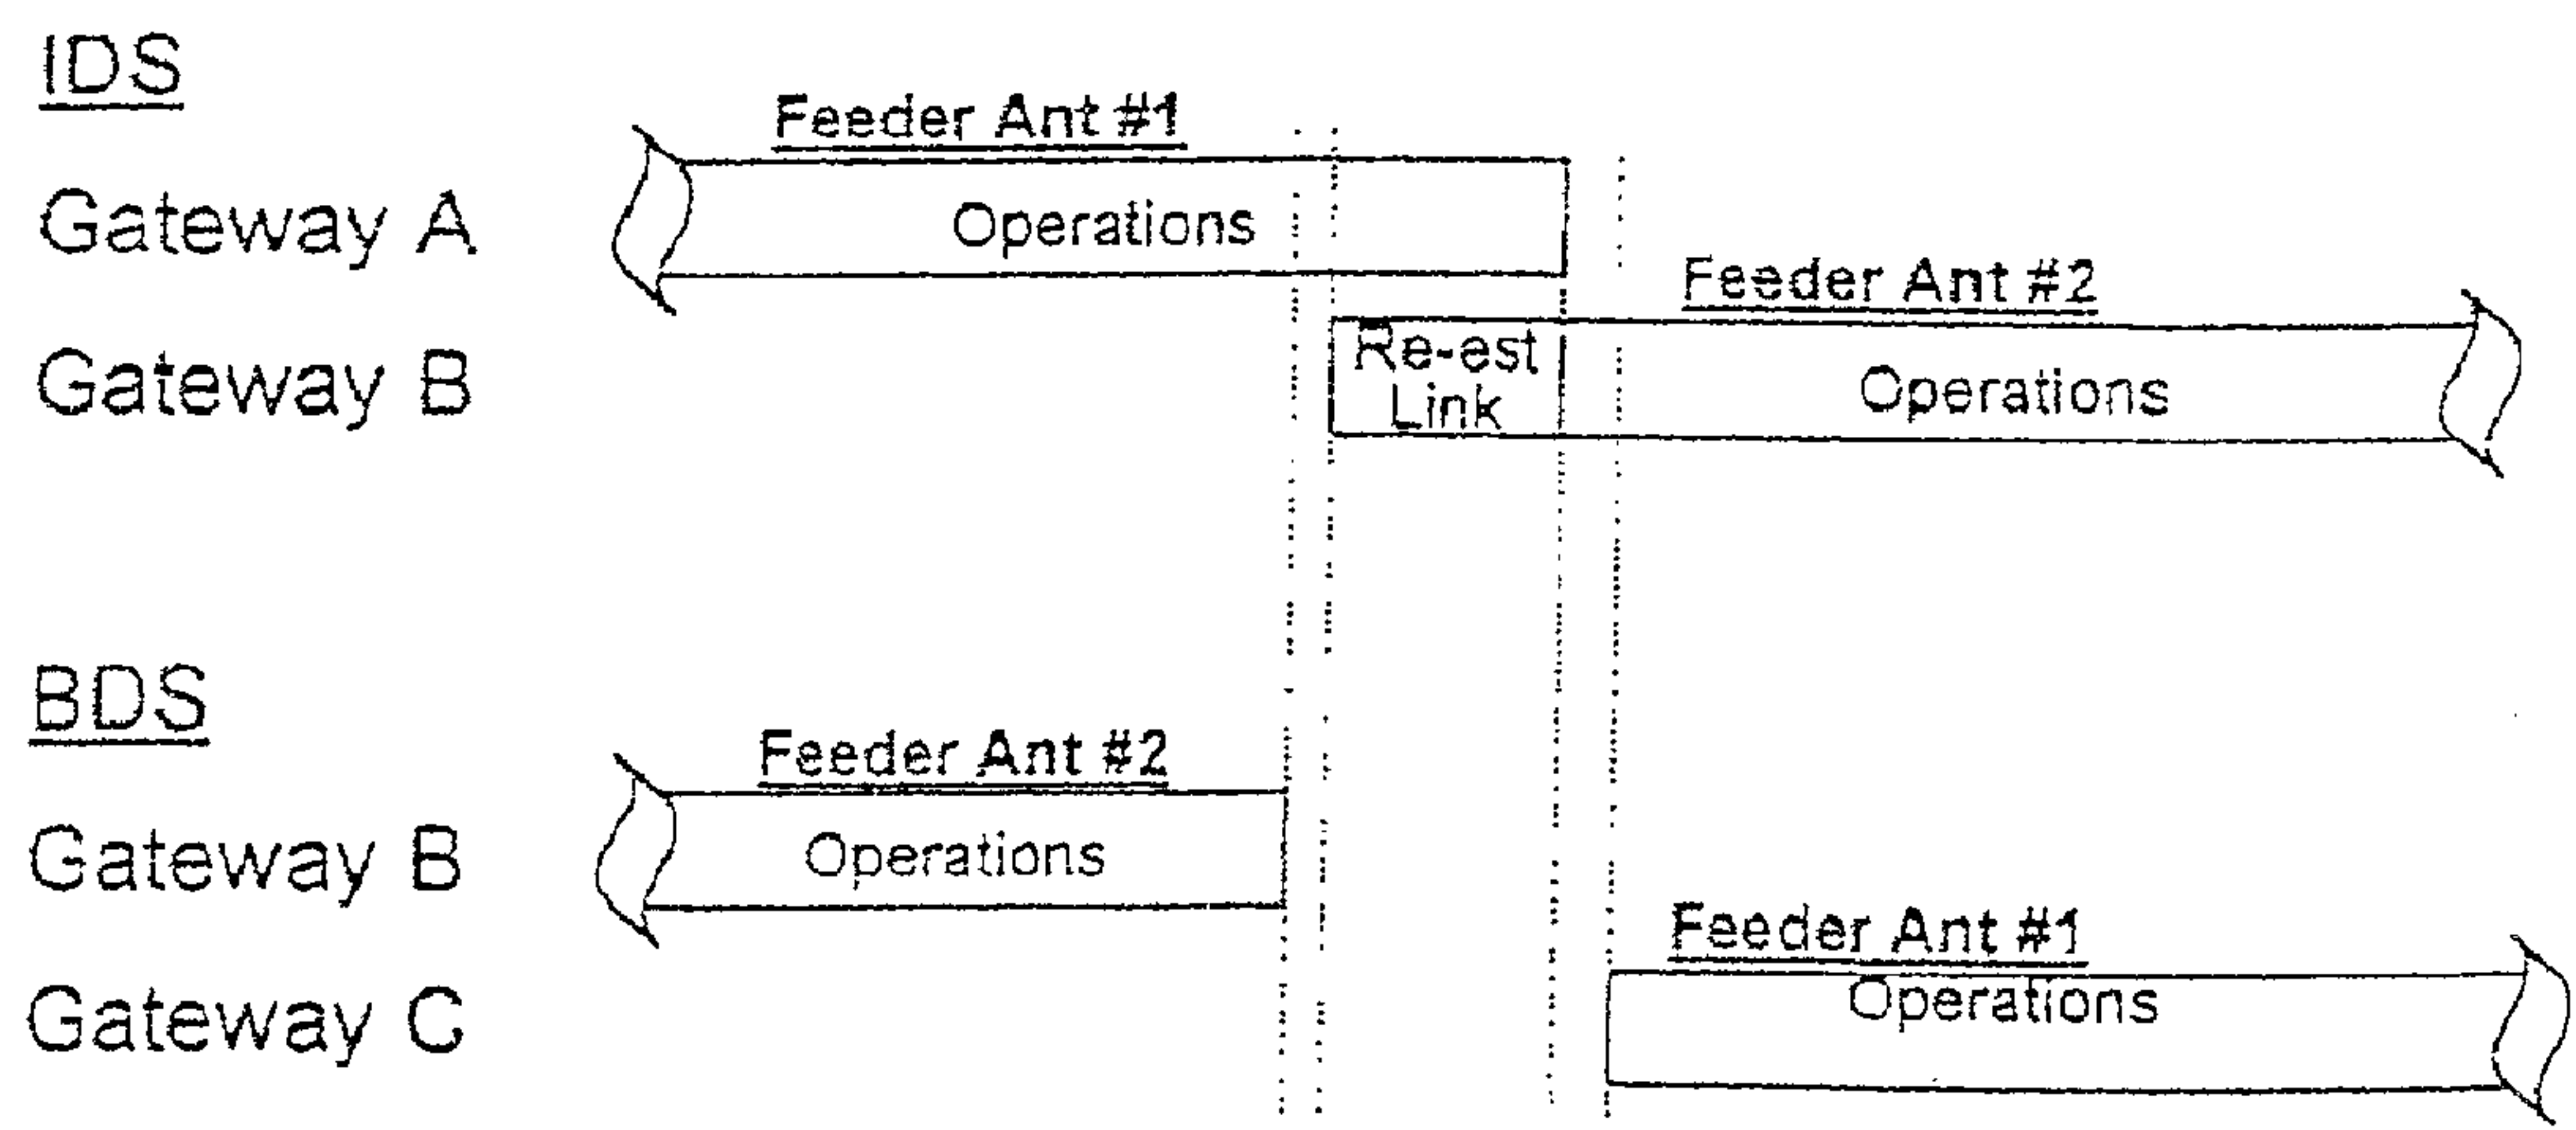 IDS
Feeder Ant #1
Gateway A
Operations
Feeder Ant #2
Gateway B
Re-est
Link
Operations
BDS
Feeder Ant #2
Gateway B
Operations
Feeder Ant #1
Gateway C
Operations